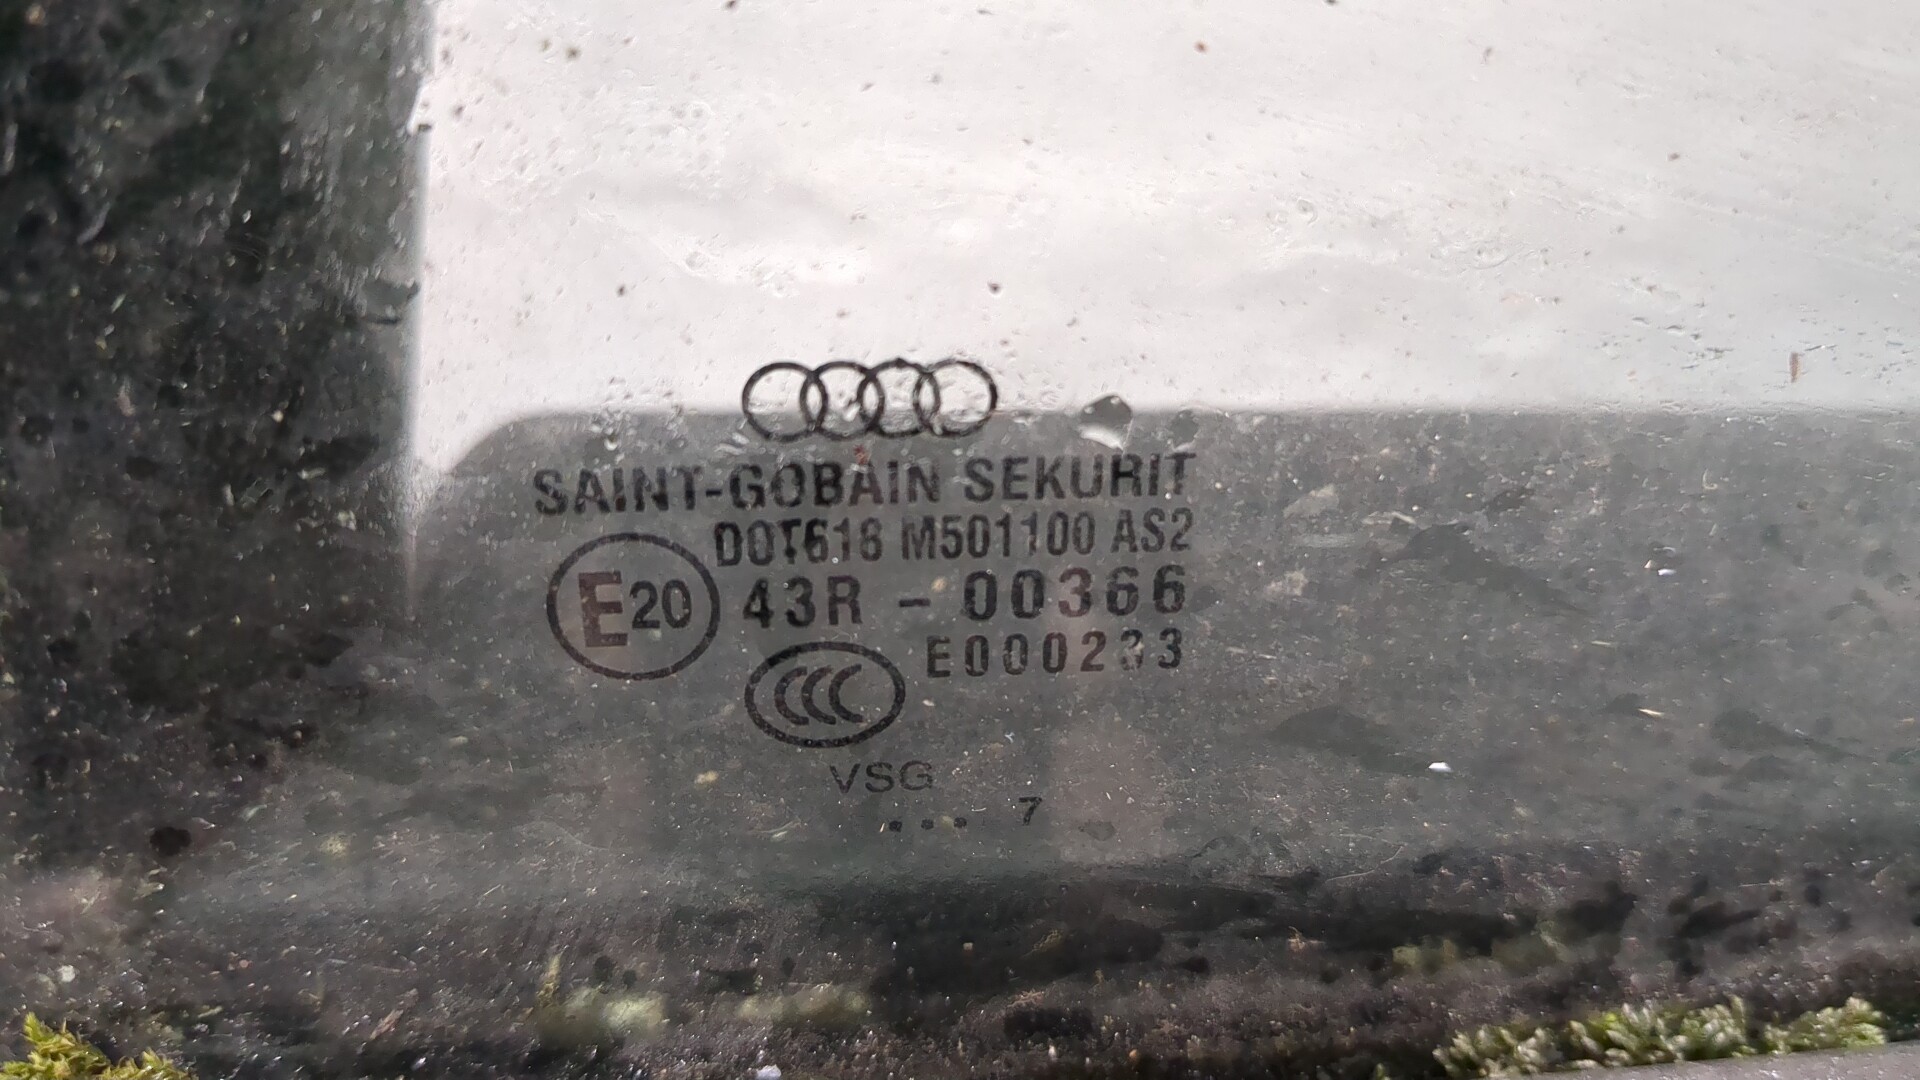 SAINT-GOBAIN SEKURIT
DOT618 M501100 AS2
E20 43R - 00366
E000233
CCC
VSG
... 7